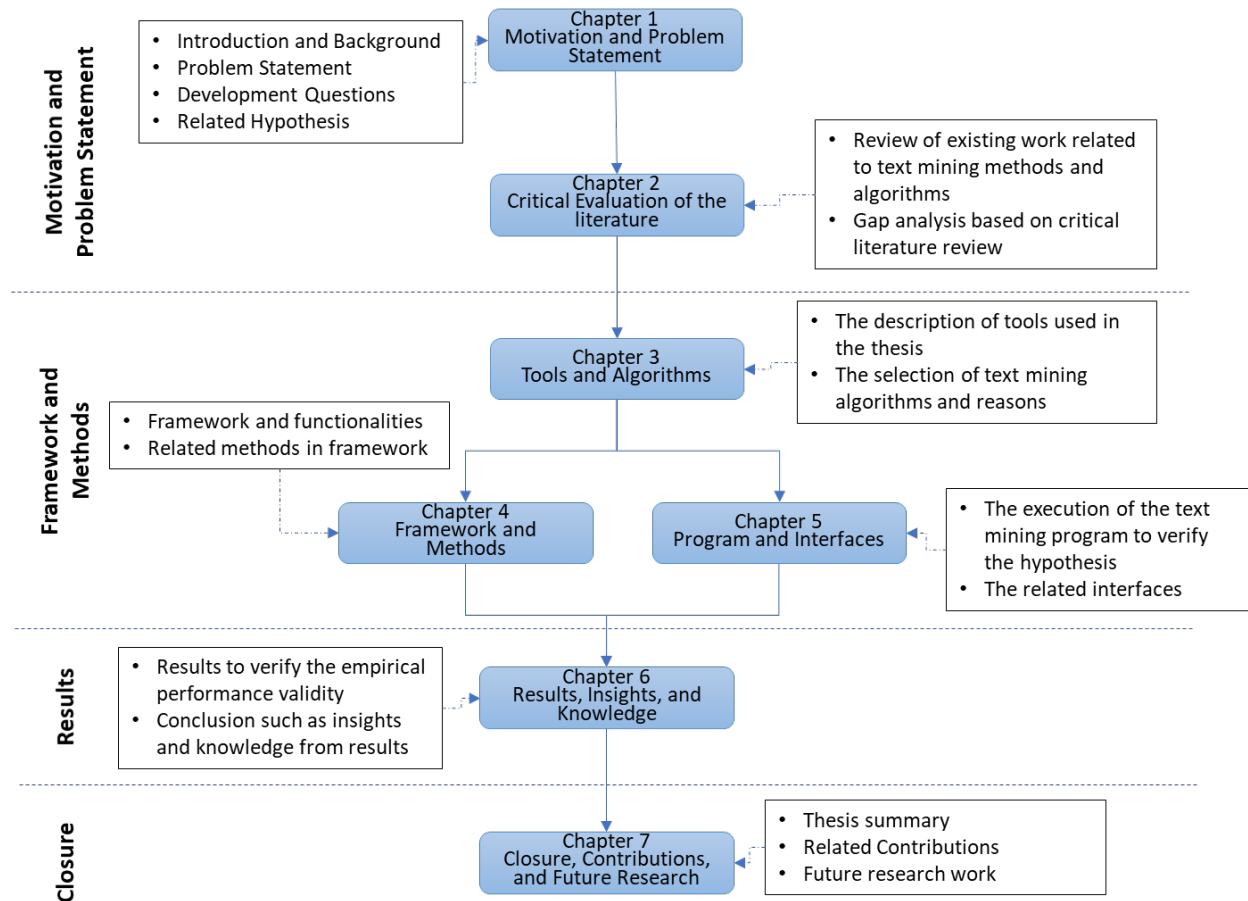 Motivation and
Problem Statement
Chapter 1
Motivation and Problem
Statement
• Introduction and Background
• Problem Statement
• Development Questions
• Related Hypothesis
Chapter 2
Critical Evaluation of the
literature
• Review of existing work related
to text mining methods and
algorithms
• Gap analysis based on critical
literature review
Framework and
Methods
Chapter 3
Tools and Algorithms
• The description of tools used in
the thesis
• The selection of text mining
algorithms and reasons
• Framework and functionalities
• Related methods in framework
Chapter 4
Framework and
Methods
Chapter 5
Program and Interfaces
• The execution of the text
mining program to verify
the hypothesis
• The related interfaces
Results
• Results to verify the empirical
performance validity
• Conclusion such as insights
and knowledge from results
Chapter 6
Results, Insights, and
Knowledge
Closure
Chapter 7
Closure, Contributions,
and Future Research
• Thesis summary
• Related Contributions
• Future research work